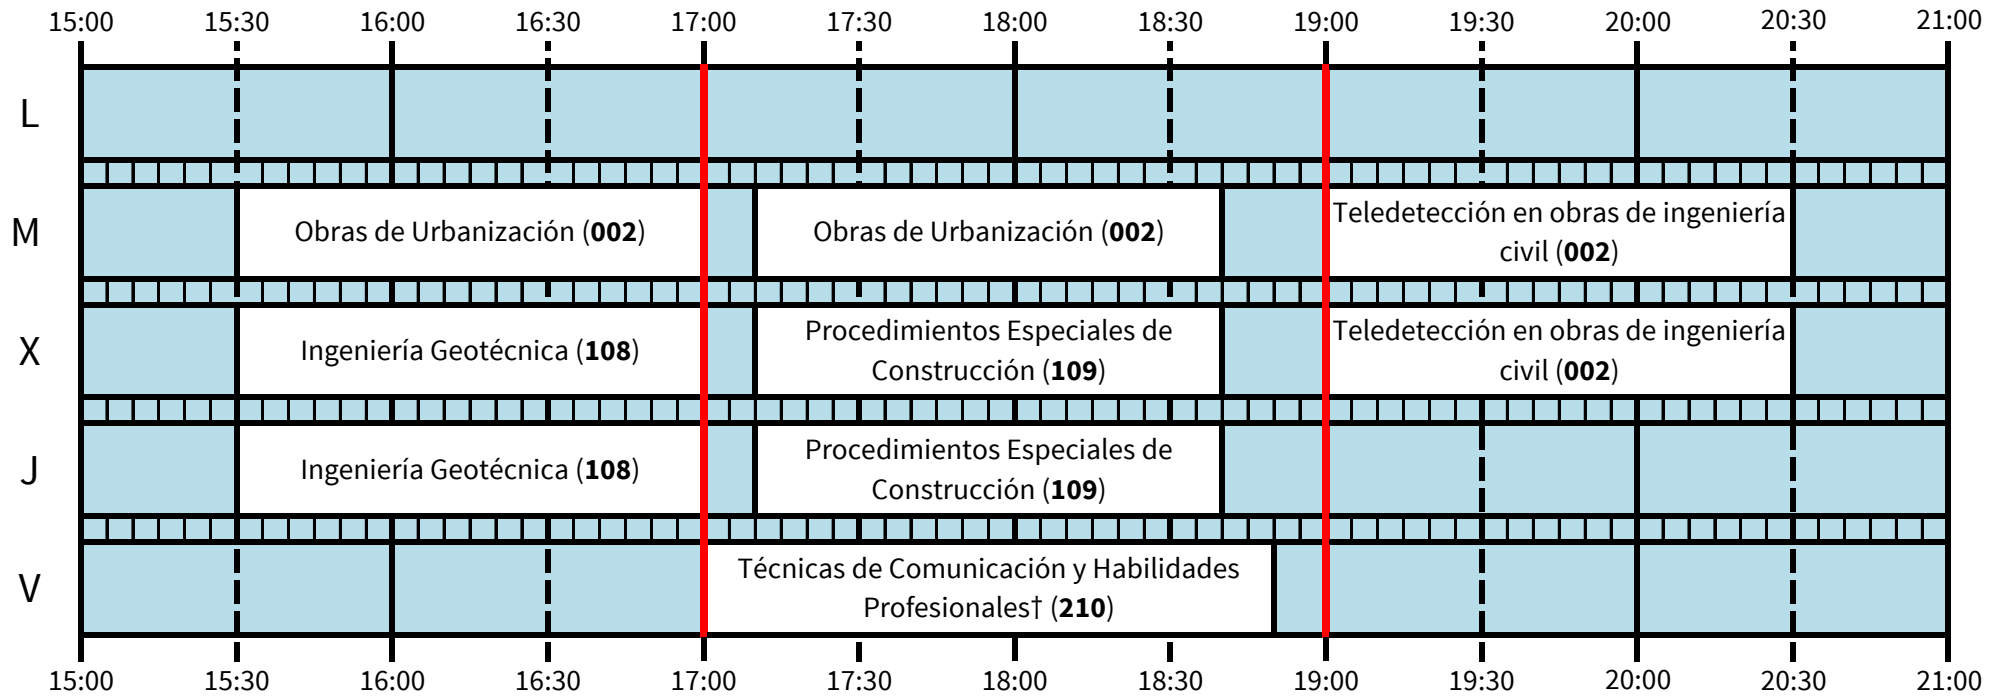 15:00 15:30 16:00 16:30 17:00 17:30 18:00 18:30 19:00 19:30 20:00 20:30 21:00
L
M
Obras de Urbanización (002)
Obras de Urbanización (002)
Teledetección en obras de ingeniería
civil (002)
X
Ingeniería Geotécnica (108)
Procedimientos Especiales de
Construcción (109)
Teledetección en obras de ingeniería
civil (002)
J
Ingeniería Geotécnica (108)
Procedimientos Especiales de
Construcción (109)
V
Técnicas de Comunicación y Habilidades
Profesionales† (210)
15:00 15:30 16:00 16:30 17:00 17:30 18:00 18:30 19:00 19:30 20:00 20:30 21:00